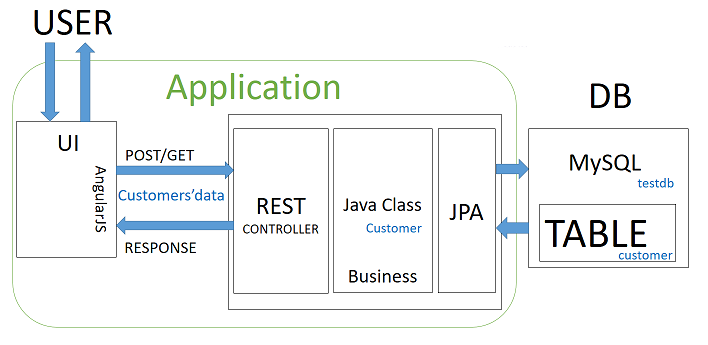 USER
Application
DB
UI
AngularJS
POST/GET
Customers'data
RESPONSE
REST
CONTROLLER
Java Class
Customer
Business
JPA
MySQL
testdb
TABLE
customer